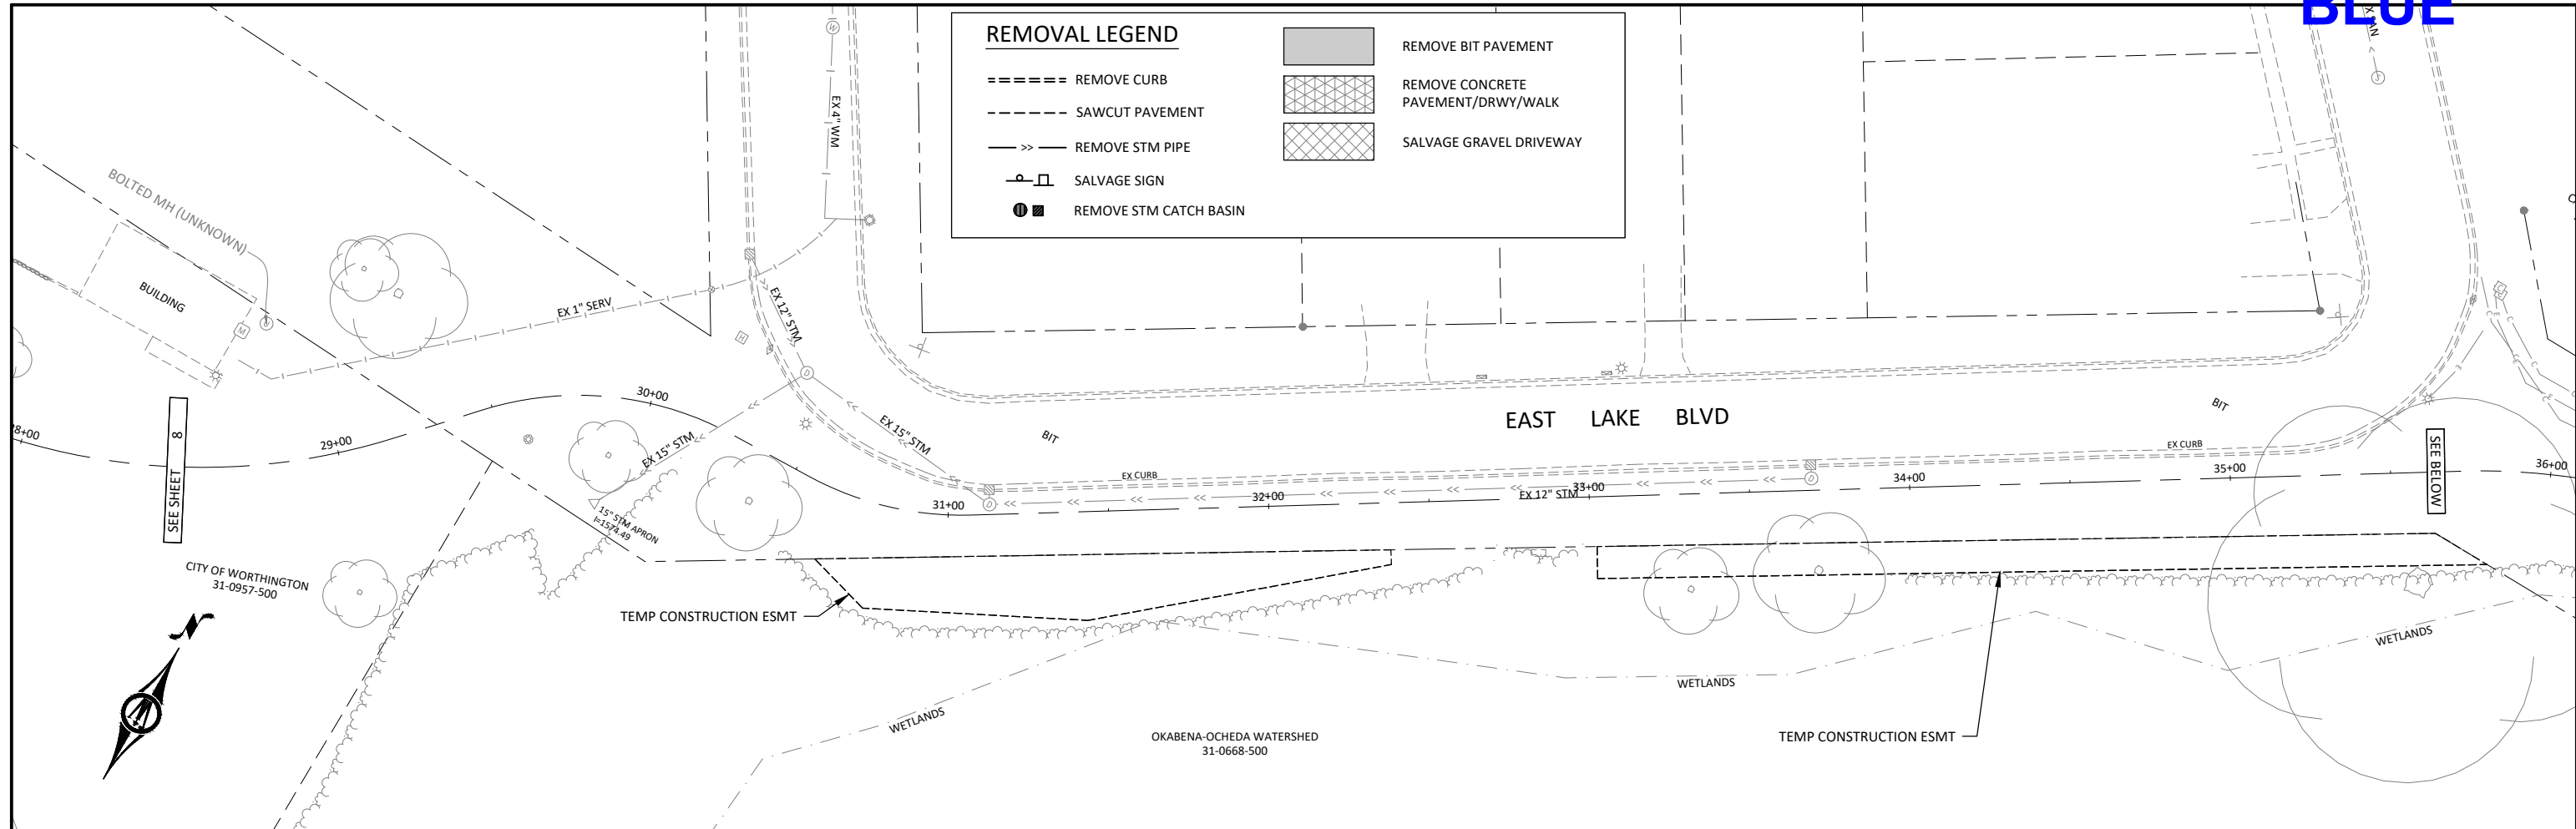 BLUE
REMOVAL LEGEND
REMOVE CURB
SAWCUT PAVEMENT
>>
REMOVE STM PIPE
SALVAGE SIGN
REMOVE STM CATCH BASIN
REMOVE BIT PAVEMENT
REMOVE CONCRETE
PAVEMENT/DRWY/WALK
SALVAGE GRAVEL DRIVEWAY
W
EX 4" WM
BOLTED MH (UNKNOWN)
BUILDING
M
EX 1" SERV
EX 12" STM
H
D
EX 15" STM
EX 15" STM
BIT
EAST LAKE BLVD
BIT
EX CURB
EX CURB
EX 12" STM
D
D
29+00
30+00
31+00
32+00
33+00
34+00
35+00
36+00
SEE SHEET 8
SEE BELOW
15" STM APRON
I=1574.49
CITY OF WORTHINGTON
31-0957-500
N
TEMP CONSTRUCTION ESMT
TEMP CONSTRUCTION ESMT
WETLANDS
WETLANDS
WETLANDS
OKABENA-OCHEDA WATERSHED
31-0668-500